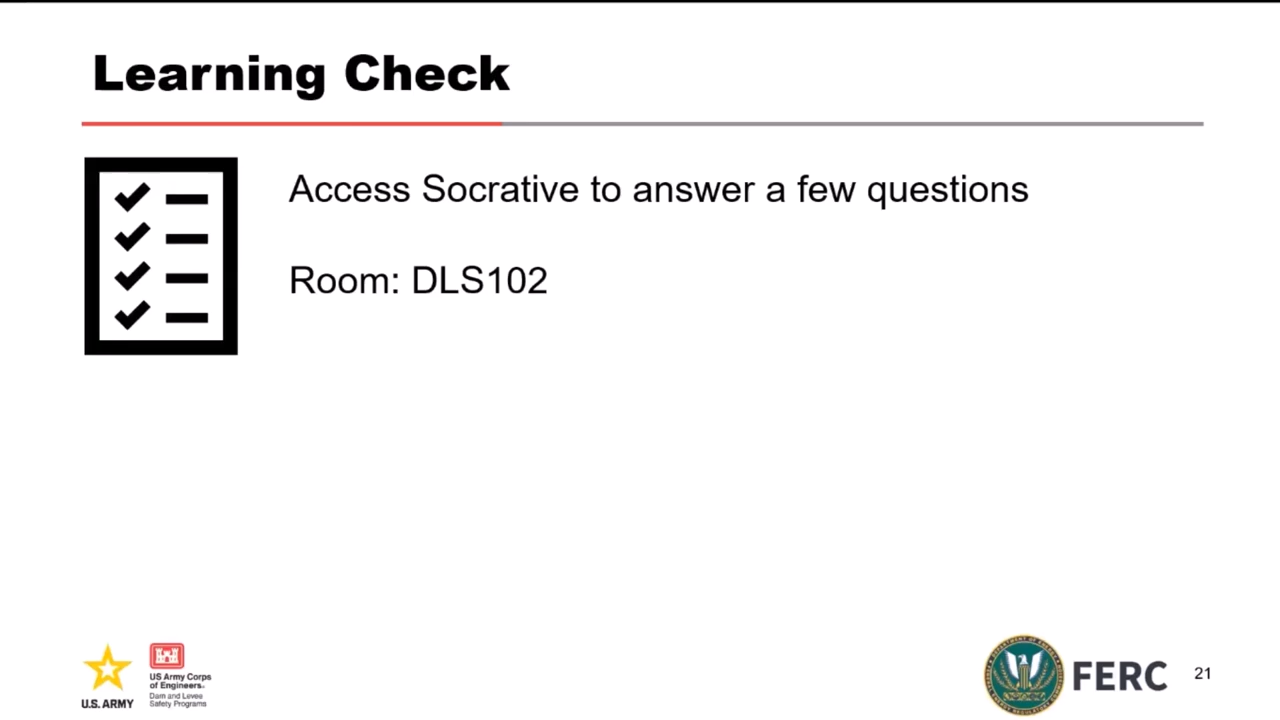 Learning Check
Access Socrative to answer a few questions
Room: DLS102
U.S. ARMY
US Army Corps
of Engineers®
Dam and Levee
Safety Programs
FERC
21